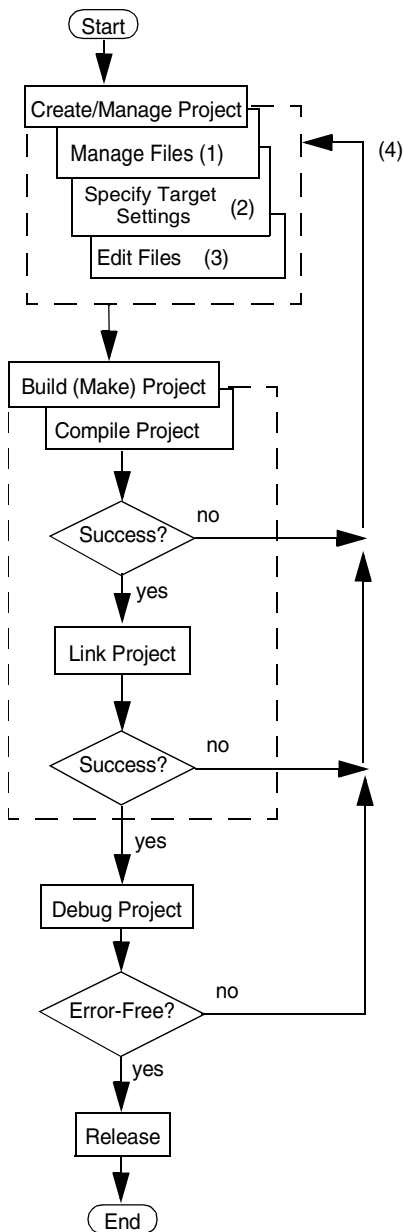 Start
Create/Manage Project
Manage Files (1)
(4)
Specify Target
Settings
(2)
Edit Files (3)
Build (Make) Project
Compile Project
Success?
no
yes
Link Project
Success?
no
yes
Debug Project
Error-Free?
no
yes
Release
End